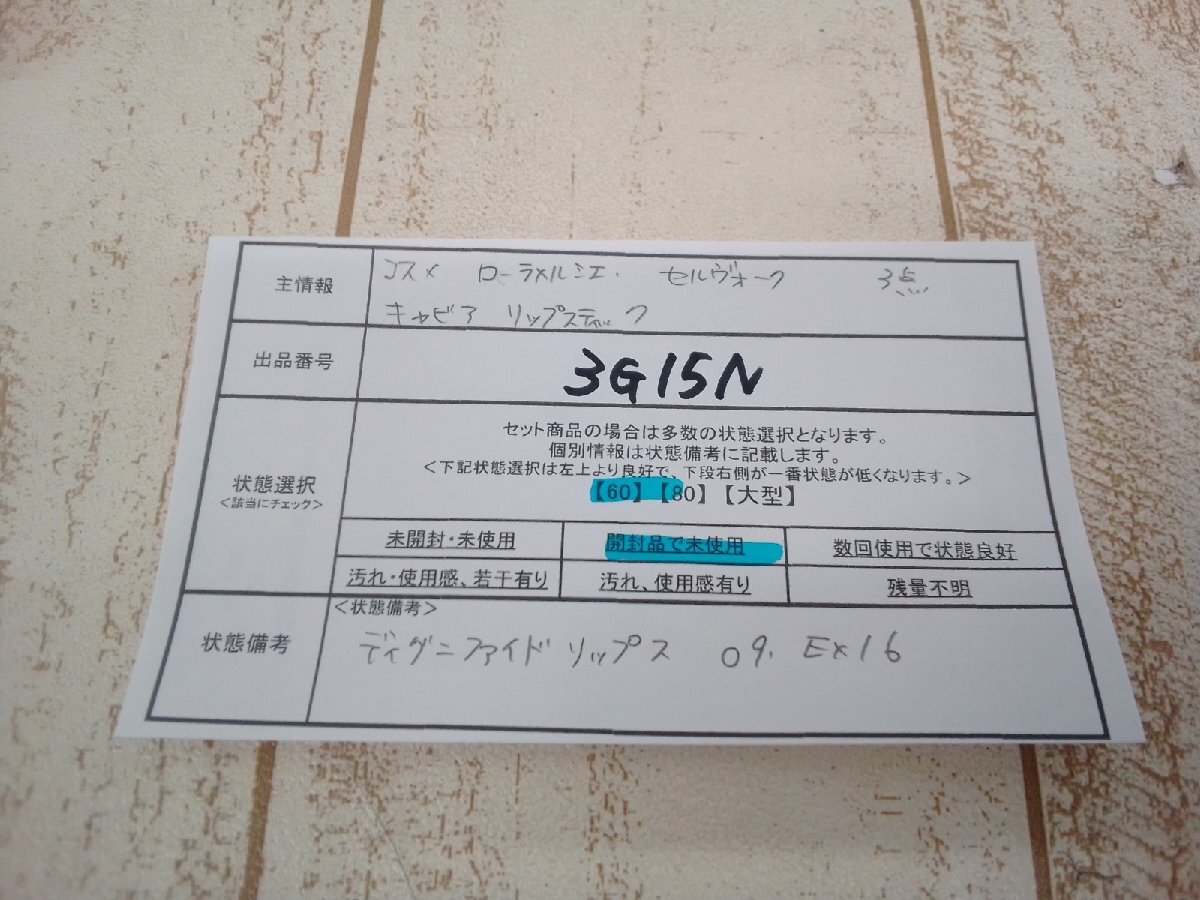 主情報
コスメ ローラメルシエ. セルヴォーク 3点
キャビア リップスティック
出品番号
3G15N
状態選択
<該当にチェック>
セット商品の場合は多数の状態選択となります。
個別情報は状態備考に記載します。
<下記状態選択は左上より良好で、下段右側が一番状態が低くなります。>
【60】【80】【大型】
未開封・未使用 開封品で未使用 数回使用で状態良好
汚れ・使用感、若干有り 汚れ、使用感有り 残量不明
状態備考
<状態備考>
ディグニファイド リップス 09. EX16